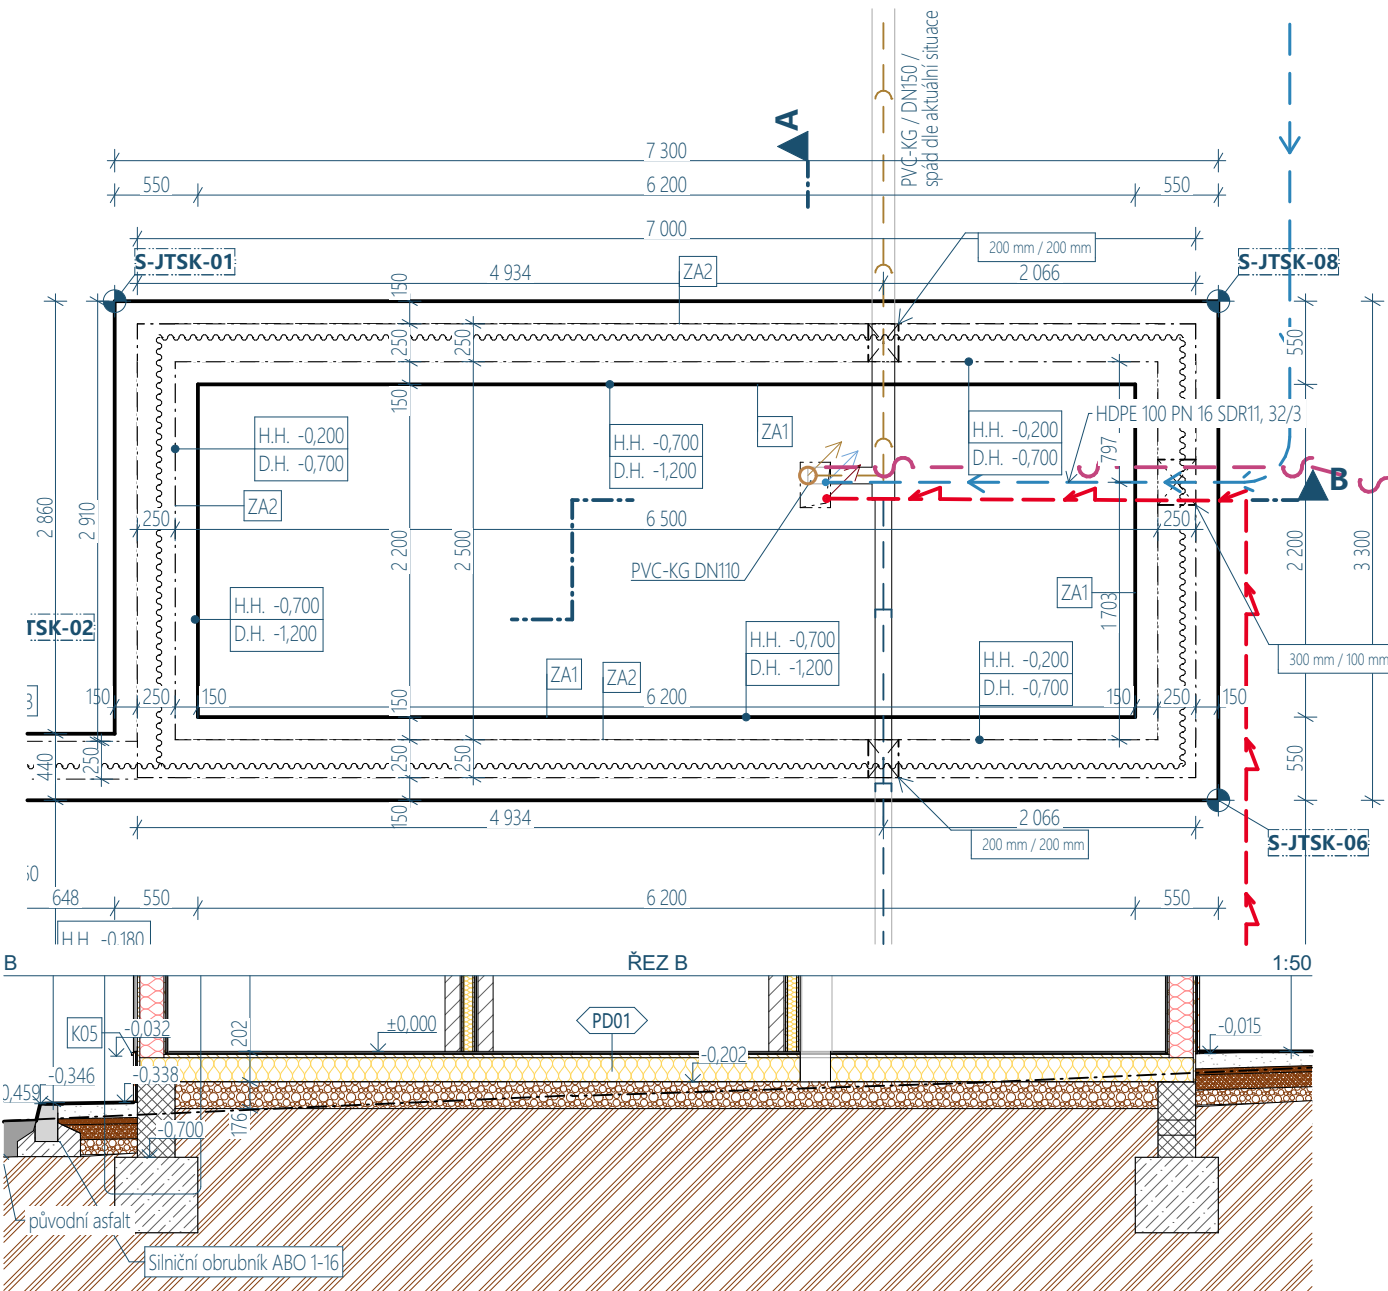 PVC-KG / DN150 /
spád dle aktuální situace
A
7 300
550
6 200
550
7 000
S-JTSK-01
4 934
150
ZA2
200 mm / 200 mm
2 066
S-JTSK-08
250
250
550
150
H.H. -0,200
D.H. -0,700
H.H. -0,700
D.H. -1,200
ZA1
H.H. -0,200
D.H. -0,700
HDPE 100 PN 16 SDR11, 32/3
797
B
ZA2
2 860
2 910
250
2 200
2 500
6 500
250
2 200
3 300
PVC-KG DN110
H.H. -0,700
D.H. -1,200
ZA1
1 703
TSK-02
H.H. -0,700
D.H. -1,200
H.H. -0,200
D.H. -0,700
300 mm / 100 mm
ZA1
ZA2
150
250
150
150
6 200
150
250
150
440
250
250
250
550
150
4 934
2 066
200 mm / 200 mm
S-JTSK-06
648
550
6 200
550
H.H. -0,180
B
ŘEZ B
1:50
K05
-0,032
202
±0,000
PD01
-0,202
-0,015
-0,346
-0,338
0,459
176
-0,700
původní asfalt
Silniční obrubník ABO 1-16